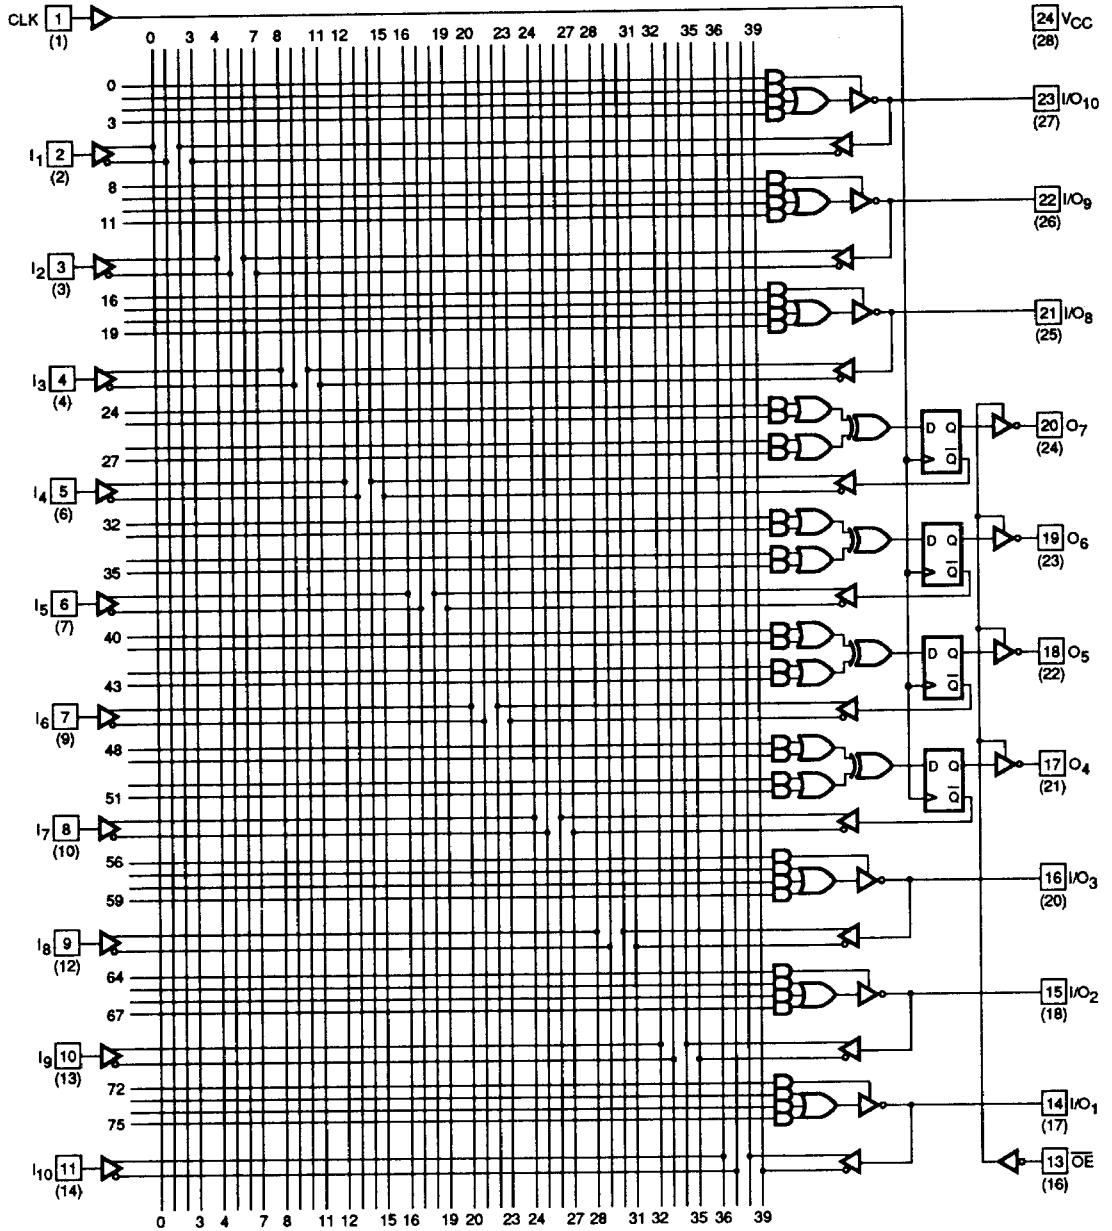 CLK 1 24 VCC
(1) (28)
0 3 4 7 8 11 12 15 16 19 20 23 24 27 28 31 32 35 36 39
0
23 I/O10
(27)
3
I1 2
(2)
8
22 I/O9
(26)
11
I2 3
(3)
16
21 I/O8
(25)
19
I3 4
(4)
24
D Q 20 O7
(24)
27
Q
I4 5
(6)
32
D Q 19 O6
(23)
35
Q
I5 6
(7)
40
D Q 18 O5
(22)
43
Q
I6 7
(9)
48
D Q 17 O4
(21)
51
Q
I7 8
(10)
56
16 I/O3
(20)
59
I8 9
(12)
64
15 I/O2
(18)
67
I9 10
(13)
72
14 I/O1
(17)
75
I10 11 13 OE
(14) (16)
0 3 4 7 8 11 12 15 16 19 20 23 24 27 28 31 32 35 36 39